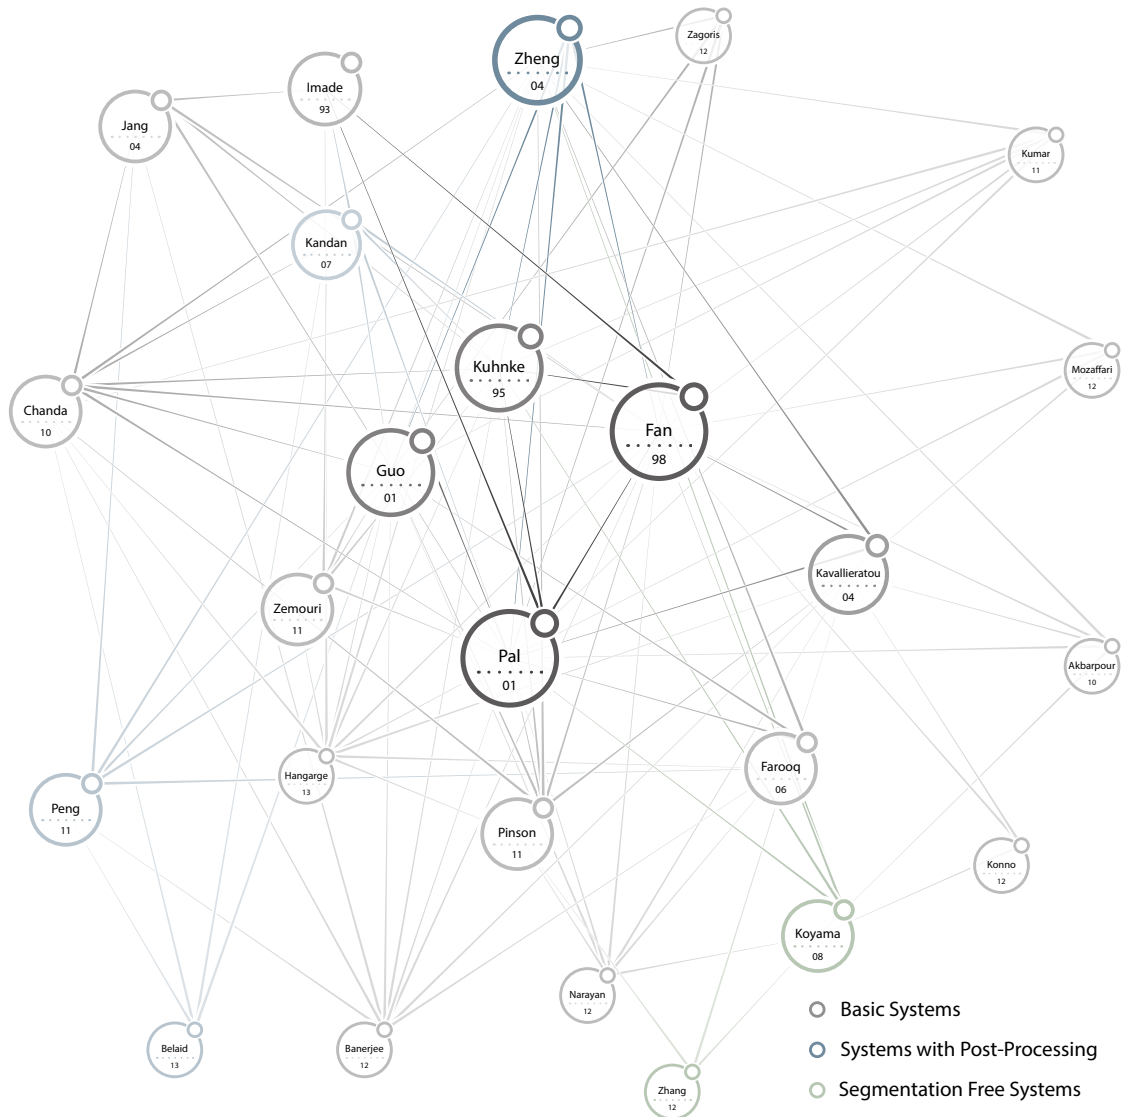 Zheng
04
Zagoris
12
Imade
93
Jang
04
Kumar
11
Kandan
07
Kuhnke
95
Mozaffari
12
Chanda
10
Fan
98
Guo
01
Kavallieratou
04
Zemouri
11
Pal
01
Akbarpour
10
Hangarge
13
Farooq
06
Peng
11
Pinson
11
Konno
12
Koyama
08
Narayan
12
Basic Systems
Belaid
13
Banerjee
12
Systems with Post-Processing
Zhang
12
Segmentation Free Systems